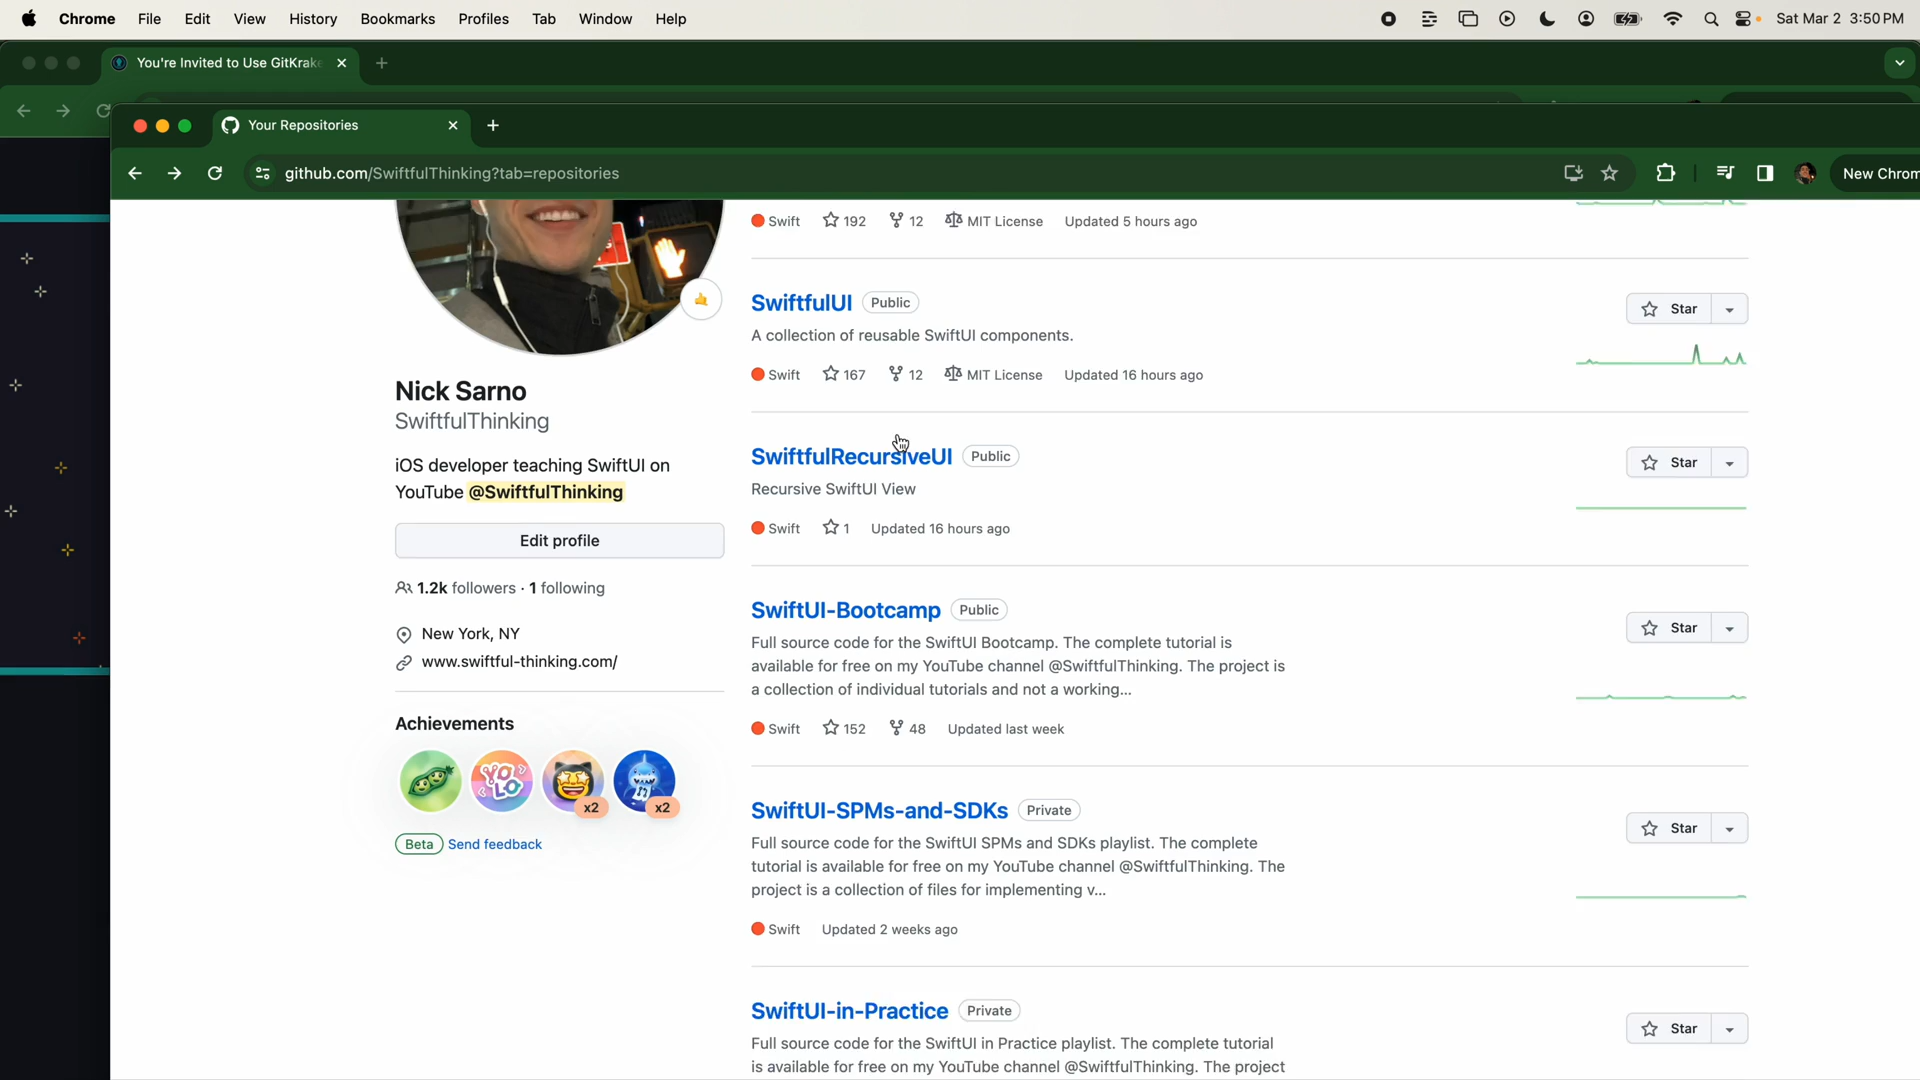 Chrome File Edit View History Bookmarks Profiles Tab Window Help Sat Mar 2 3:50 PM
You're Invited to Use GitKrake
Your Repositories
github.com/SwiftfulThinking?tab=repositories
New Chrom
Swift 192 12 MIT License Updated 5 hours ago
SwiftfulUI Public Star
A collection of reusable SwiftUI components.
Swift 167 12 MIT License Updated 16 hours ago
Nick Sarno
SwiftfulThinking
iOS developer teaching SwiftUI on
YouTube @SwiftfulThinking
Edit profile
1.2k followers · 1 following
New York, NY
www.swiftful-thinking.com/
Achievements
YOLO
x2
x2
Beta Send feedback
SwiftfulRecursiveUI Public Star
Recursive SwiftUI View
Swift 1 Updated 16 hours ago
SwiftUI-Bootcamp Public Star
Full source code for the SwiftUI Bootcamp. The complete tutorial is
available for free on my YouTube channel @SwiftfulThinking. The project is
a collection of individual tutorials and not a working...
Swift 152 48 Updated last week
SwiftUI-SPMs-and-SDKs Private Star
Full source code for the SwiftUI SPMs and SDKs playlist. The complete
tutorial is available for free on my YouTube channel @SwiftfulThinking. The
project is a collection of files for implementing v...
Swift Updated 2 weeks ago
SwiftUI-in-Practice Private Star
Full source code for the SwiftUI in Practice playlist. The complete tutorial
is available for free on my YouTube channel @SwiftfulThinking. The project